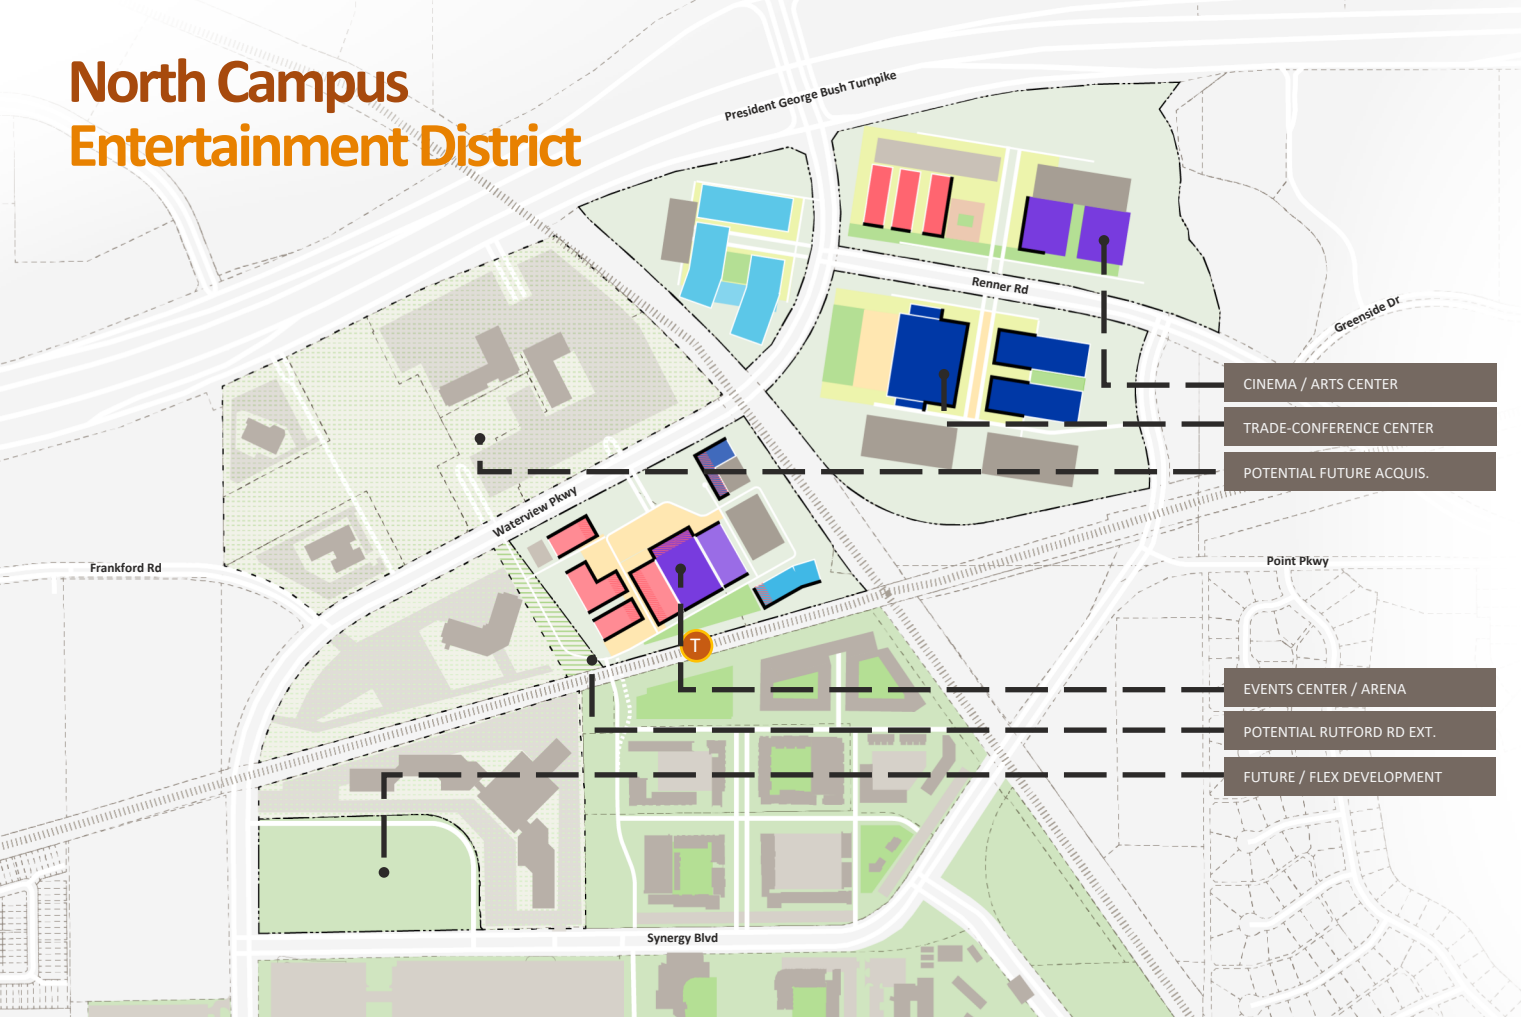 North Campus
Entertainment District
President George Bush Turnpike
Renner Rd
Greenside Dr
CINEMA / ARTS CENTER
TRADE-CONFERENCE CENTER
POTENTIAL FUTURE ACQUIS.
Waterview Pkwy
Frankford Rd
Point Pkwy
T
EVENTS CENTER / ARENA
POTENTIAL RUTFORD RD EXT.
FUTURE / FLEX DEVELOPMENT
Synergy Blvd